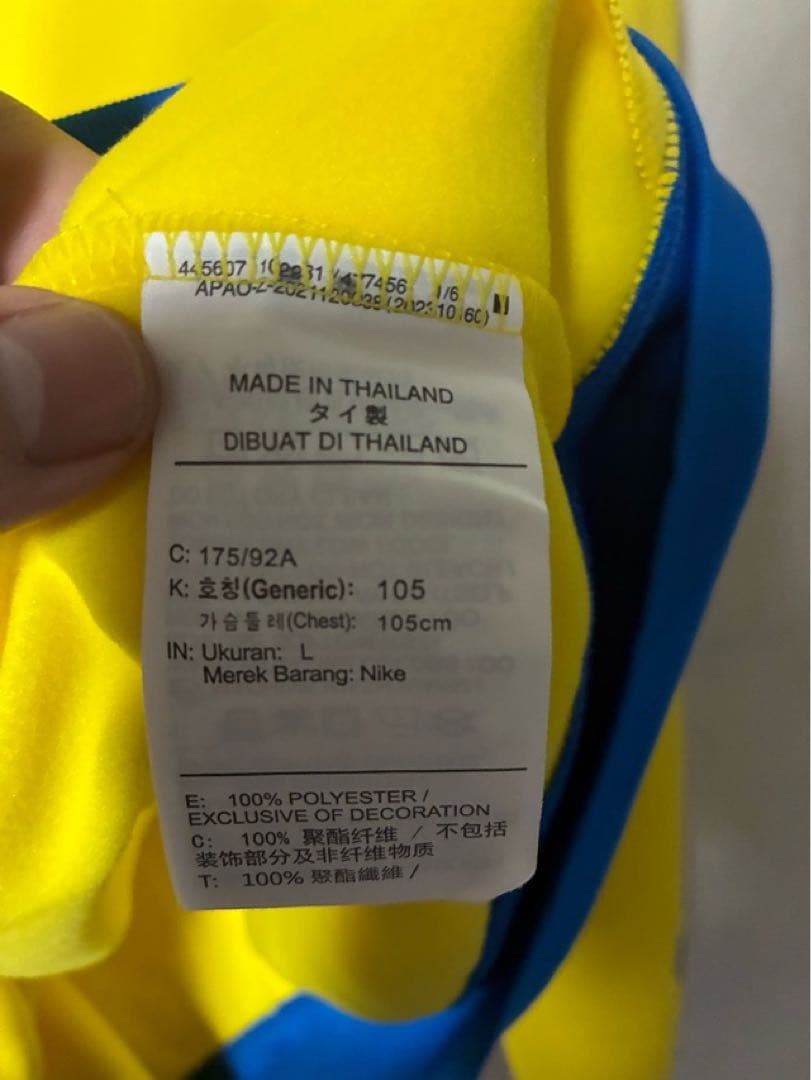 MADE IN THAILAND
タイ製
DIBUAT DI THAILAND
C: 175/92A
K: 호칭(Generic): 105
가슴둘레(Chest): 105cm
IN: Ukuran: L
Merek Barang: Nike
E: 100% POLYESTER /
EXCLUSIVE OF DECORATION
C: 100% 聚酯纤维 / 不包括
装饰部分及非纤维物质
T: 100% 聚酯纖維 /